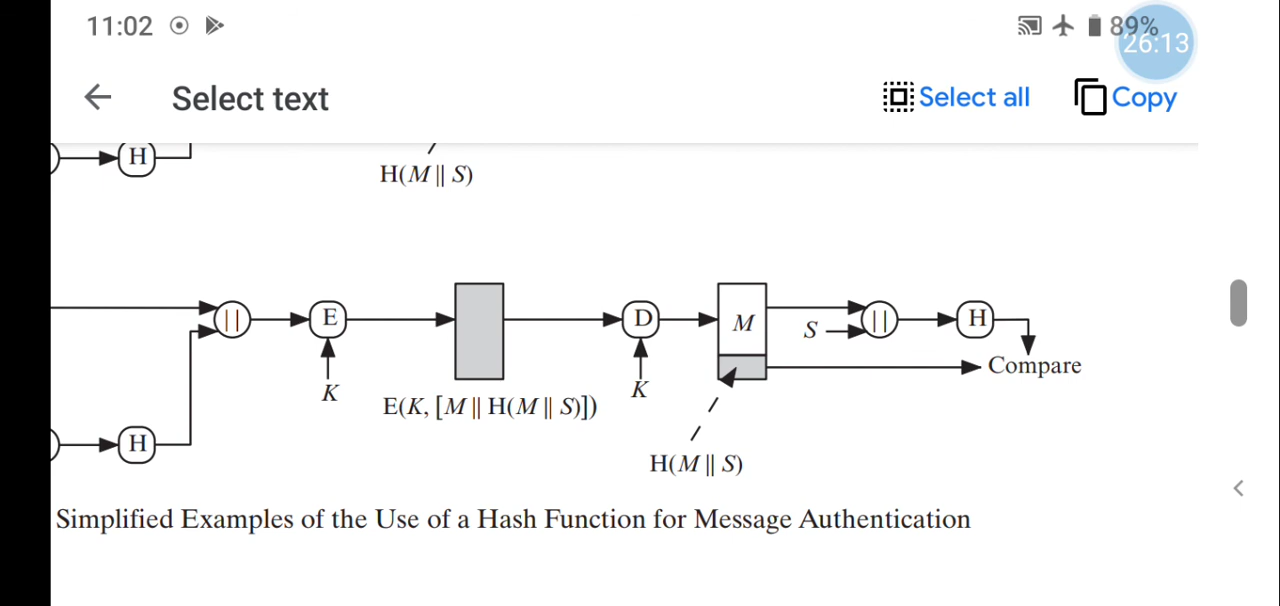 11:02 89%
26:13
Select text Select all Copy
H
H(M || S)
|| E D M S || H
Compare
K K
E(K, [M || H(M || S)])
H
H(M || S)
Simplified Examples of the Use of a Hash Function for Message Authentication